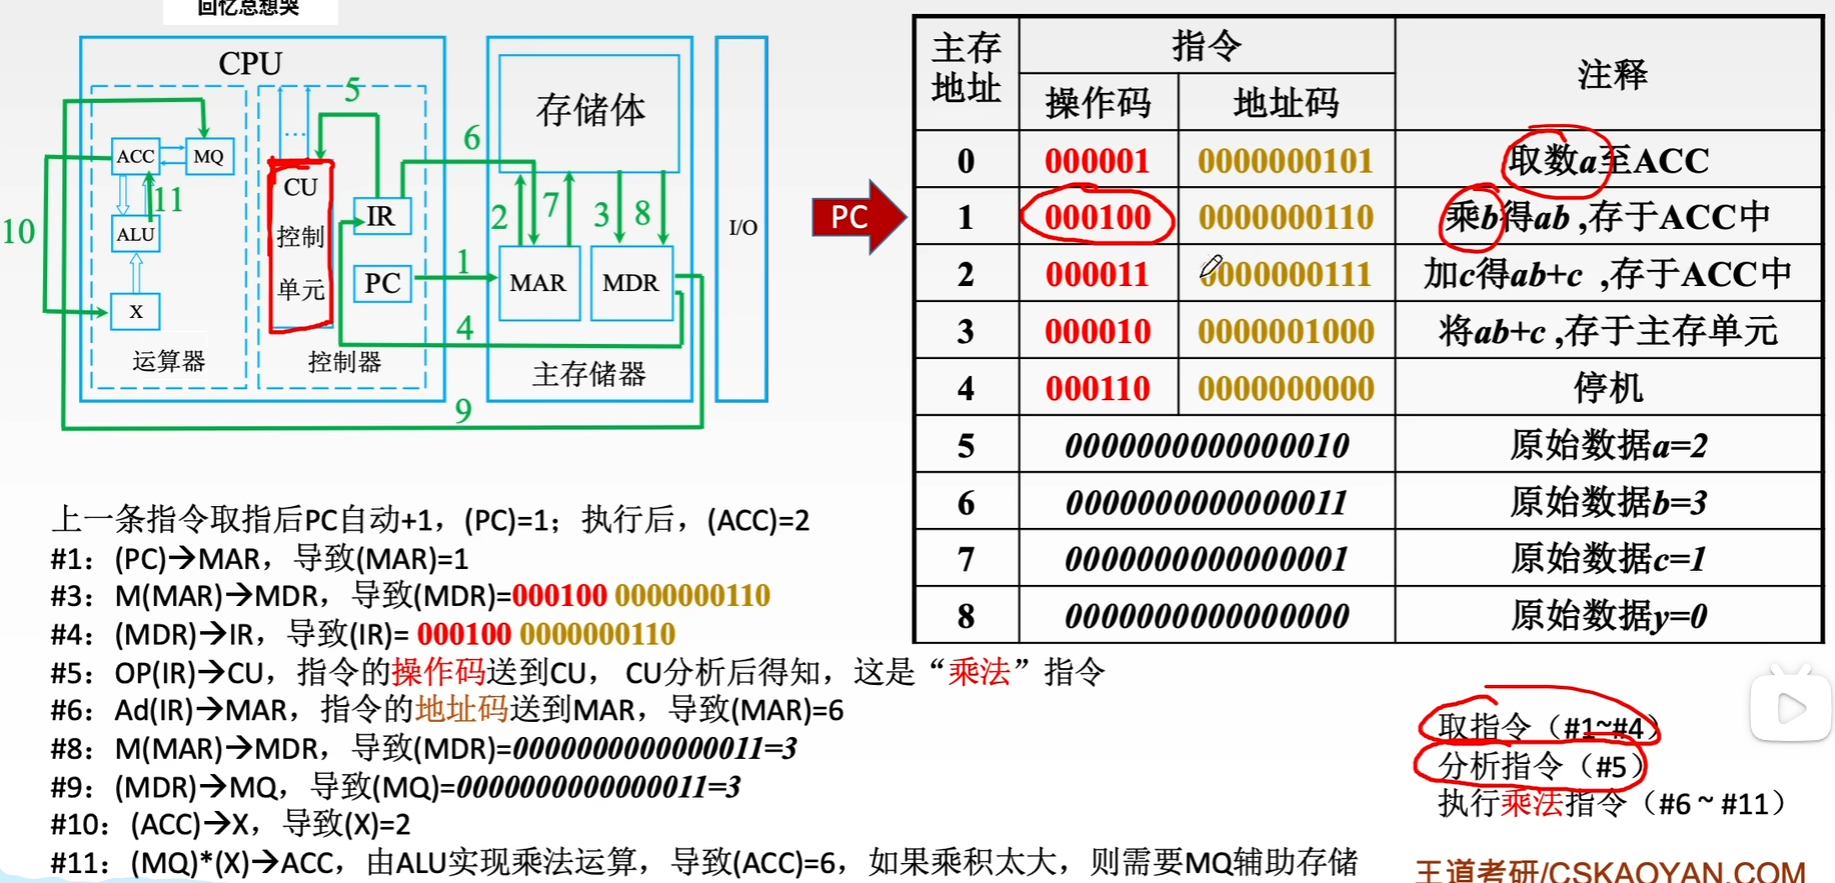 回忆总想哭
CPU
ACC
MQ
ALU
X
运算器
...
CU
控制
单元
IR
PC
控制器
存储体
MAR
MDR
主存储器
I/O
1
2
3
4
5
6
7
8
9
10
11
PC
主存地址 指令 注释
操作码 地址码
0 000001 0000000101 取数a至ACC
1 000100 0000000110 乘b得ab ,存于ACC中
2 000011 0000000111 加c得ab+c ,存于ACC中
3 000010 0000001000 将ab+c ,存于主存单元
4 000110 0000000000 停机
5 0000000000000010 原始数据a=2
6 0000000000000011 原始数据b=3
7 0000000000000001 原始数据c=1
8 0000000000000000 原始数据y=0
上一条指令取指后PC自动+1，(PC)=1；执行后，(ACC)=2
#1：(PC)→MAR，导致(MAR)=1
#3：M(MAR)→MDR，导致(MDR)=000100 0000000110
#4：(MDR)→IR，导致(IR)= 000100 0000000110
#5：OP(IR)→CU，指令的操作码送到CU， CU分析后得知，这是“乘法”指令
#6：Ad(IR)→MAR，指令的地址码送到MAR，导致(MAR)=6
#8：M(MAR)→MDR，导致(MDR)=0000000000000011=3
#9：(MDR)→MQ，导致(MQ)=0000000000000011=3
#10：(ACC)→X，导致(X)=2
#11：(MQ)*(X)→ACC，由ALU实现乘法运算，导致(ACC)=6，如果乘积太大，则需要MQ辅助存储
取指令（#1~#4）
分析指令（#5）
执行乘法指令（#6 ~ #11）
王道考研/CSKAOYAN.COM